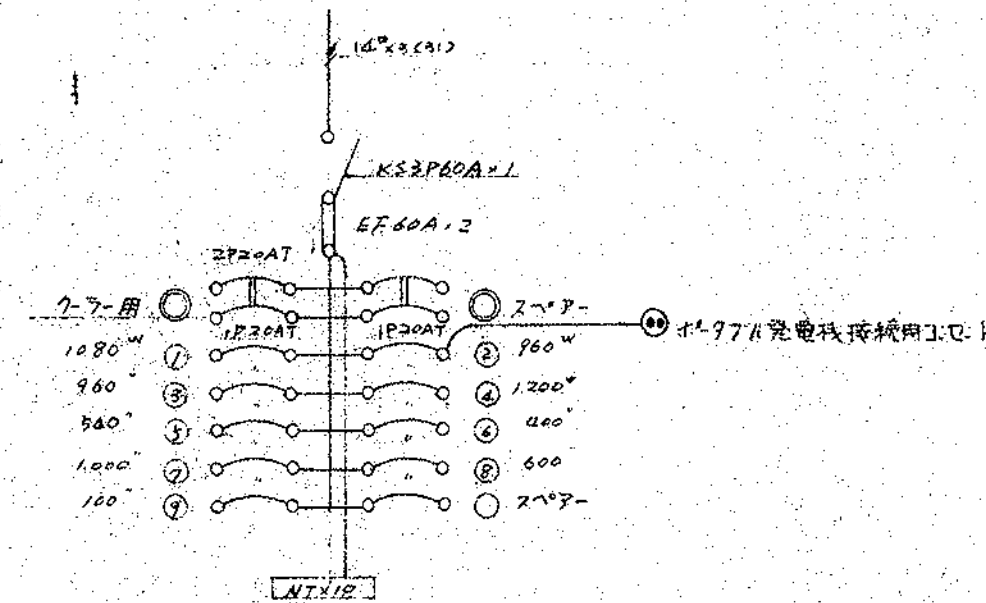 14□×3(31)
KS3P60A×1
EF60A×2
2P20AT
クーラー用
スペアー
1P20AT
1P20AT
ポータブル発電機接続用コンセント
1080W
①
②
960W
960〃
③
〃
〃
④
1.200〃
540〃
⑤
〃
〃
⑥
400〃
1.000〃
⑦
〃
〃
⑧
600
100〃
⑨
〃
〃
スペアー